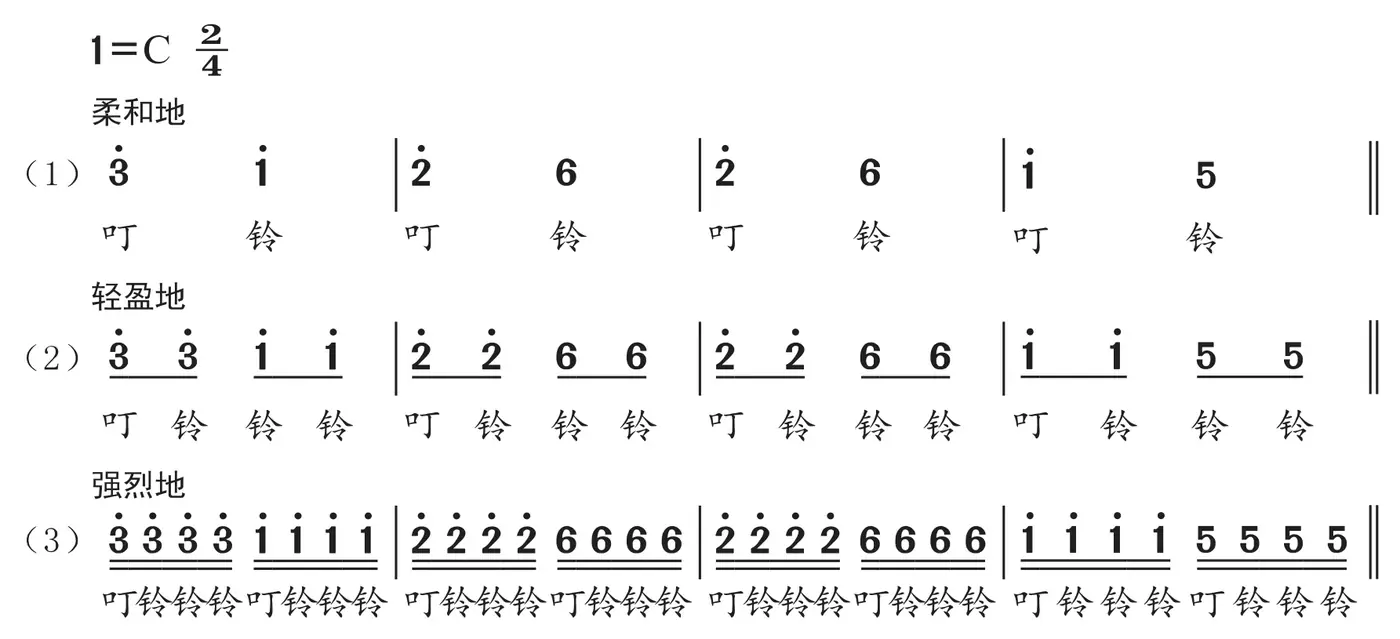 1=C 2/4
柔和地
(1) 3̇ 1̇ | 2̇ 6 | 2̇ 6 | 1̇ 5 ‖
叮 铃 叮 铃 叮 铃 叮 铃
轻盈地
(2) 3̇ 3̇ 1̇ 1̇ | 2̇ 2̇ 6 6 | 2̇ 2̇ 6 6 | 1̇ 1̇ 5 5 ‖
叮 铃 铃 铃 叮 铃 铃 铃 叮 铃 铃 铃 叮 铃 铃 铃
强烈地
(3) 3̇ 3̇ 3̇ 3̇ 1̇ 1̇ 1̇ 1̇ | 2̇ 2̇ 2̇ 2̇ 6 6 6 6 | 2̇ 2̇ 2̇ 2̇ 6 6 6 6 | 1̇ 1̇ 1̇ 1̇ 5 5 5 5 ‖
叮铃铃铃 叮铃铃铃 叮铃铃铃 叮铃铃铃 叮铃铃铃 叮铃铃铃 叮铃铃铃 叮铃铃铃